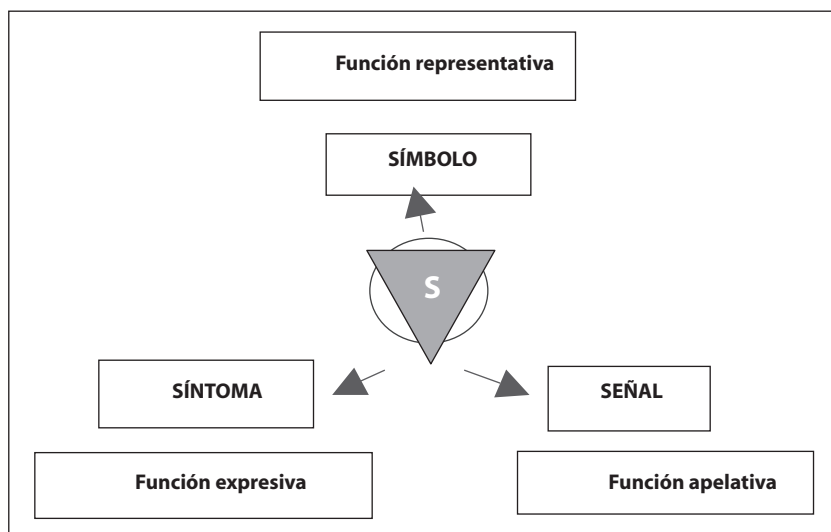 Función representativa
SÍMBOLO
S
SÍNTOMA
SEÑAL
Función expresiva
Función apelativa